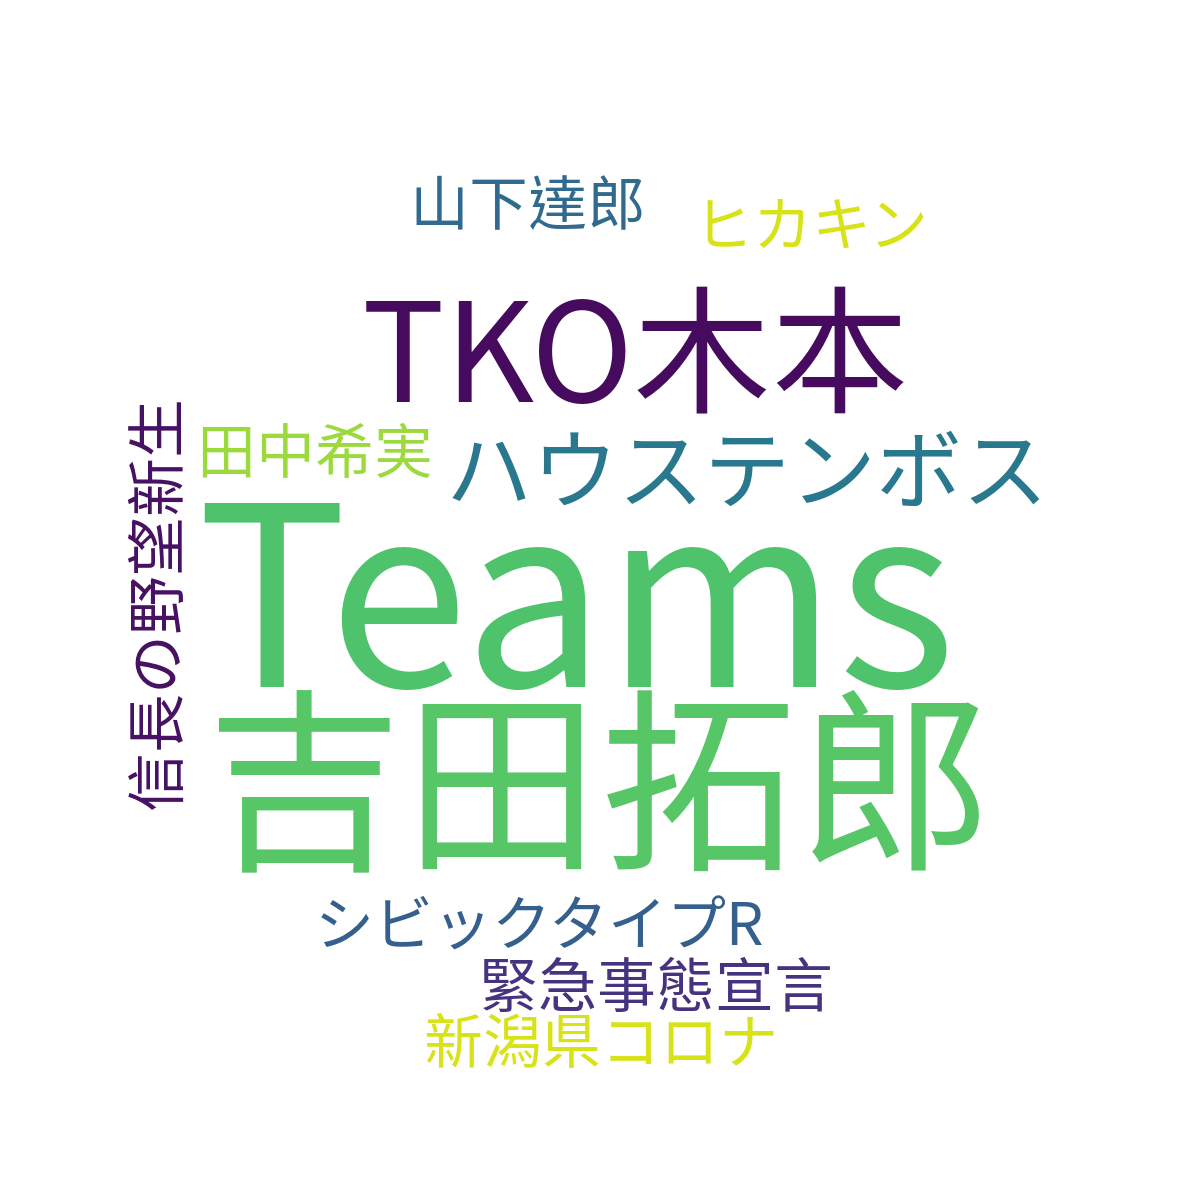 山下達郎
ヒカキン
TKO木本
田中希実
ハウステンボス
信長の野望新生
Teams
吉田拓郎
シビックタイプR
緊急事態宣言
新潟県コロナ